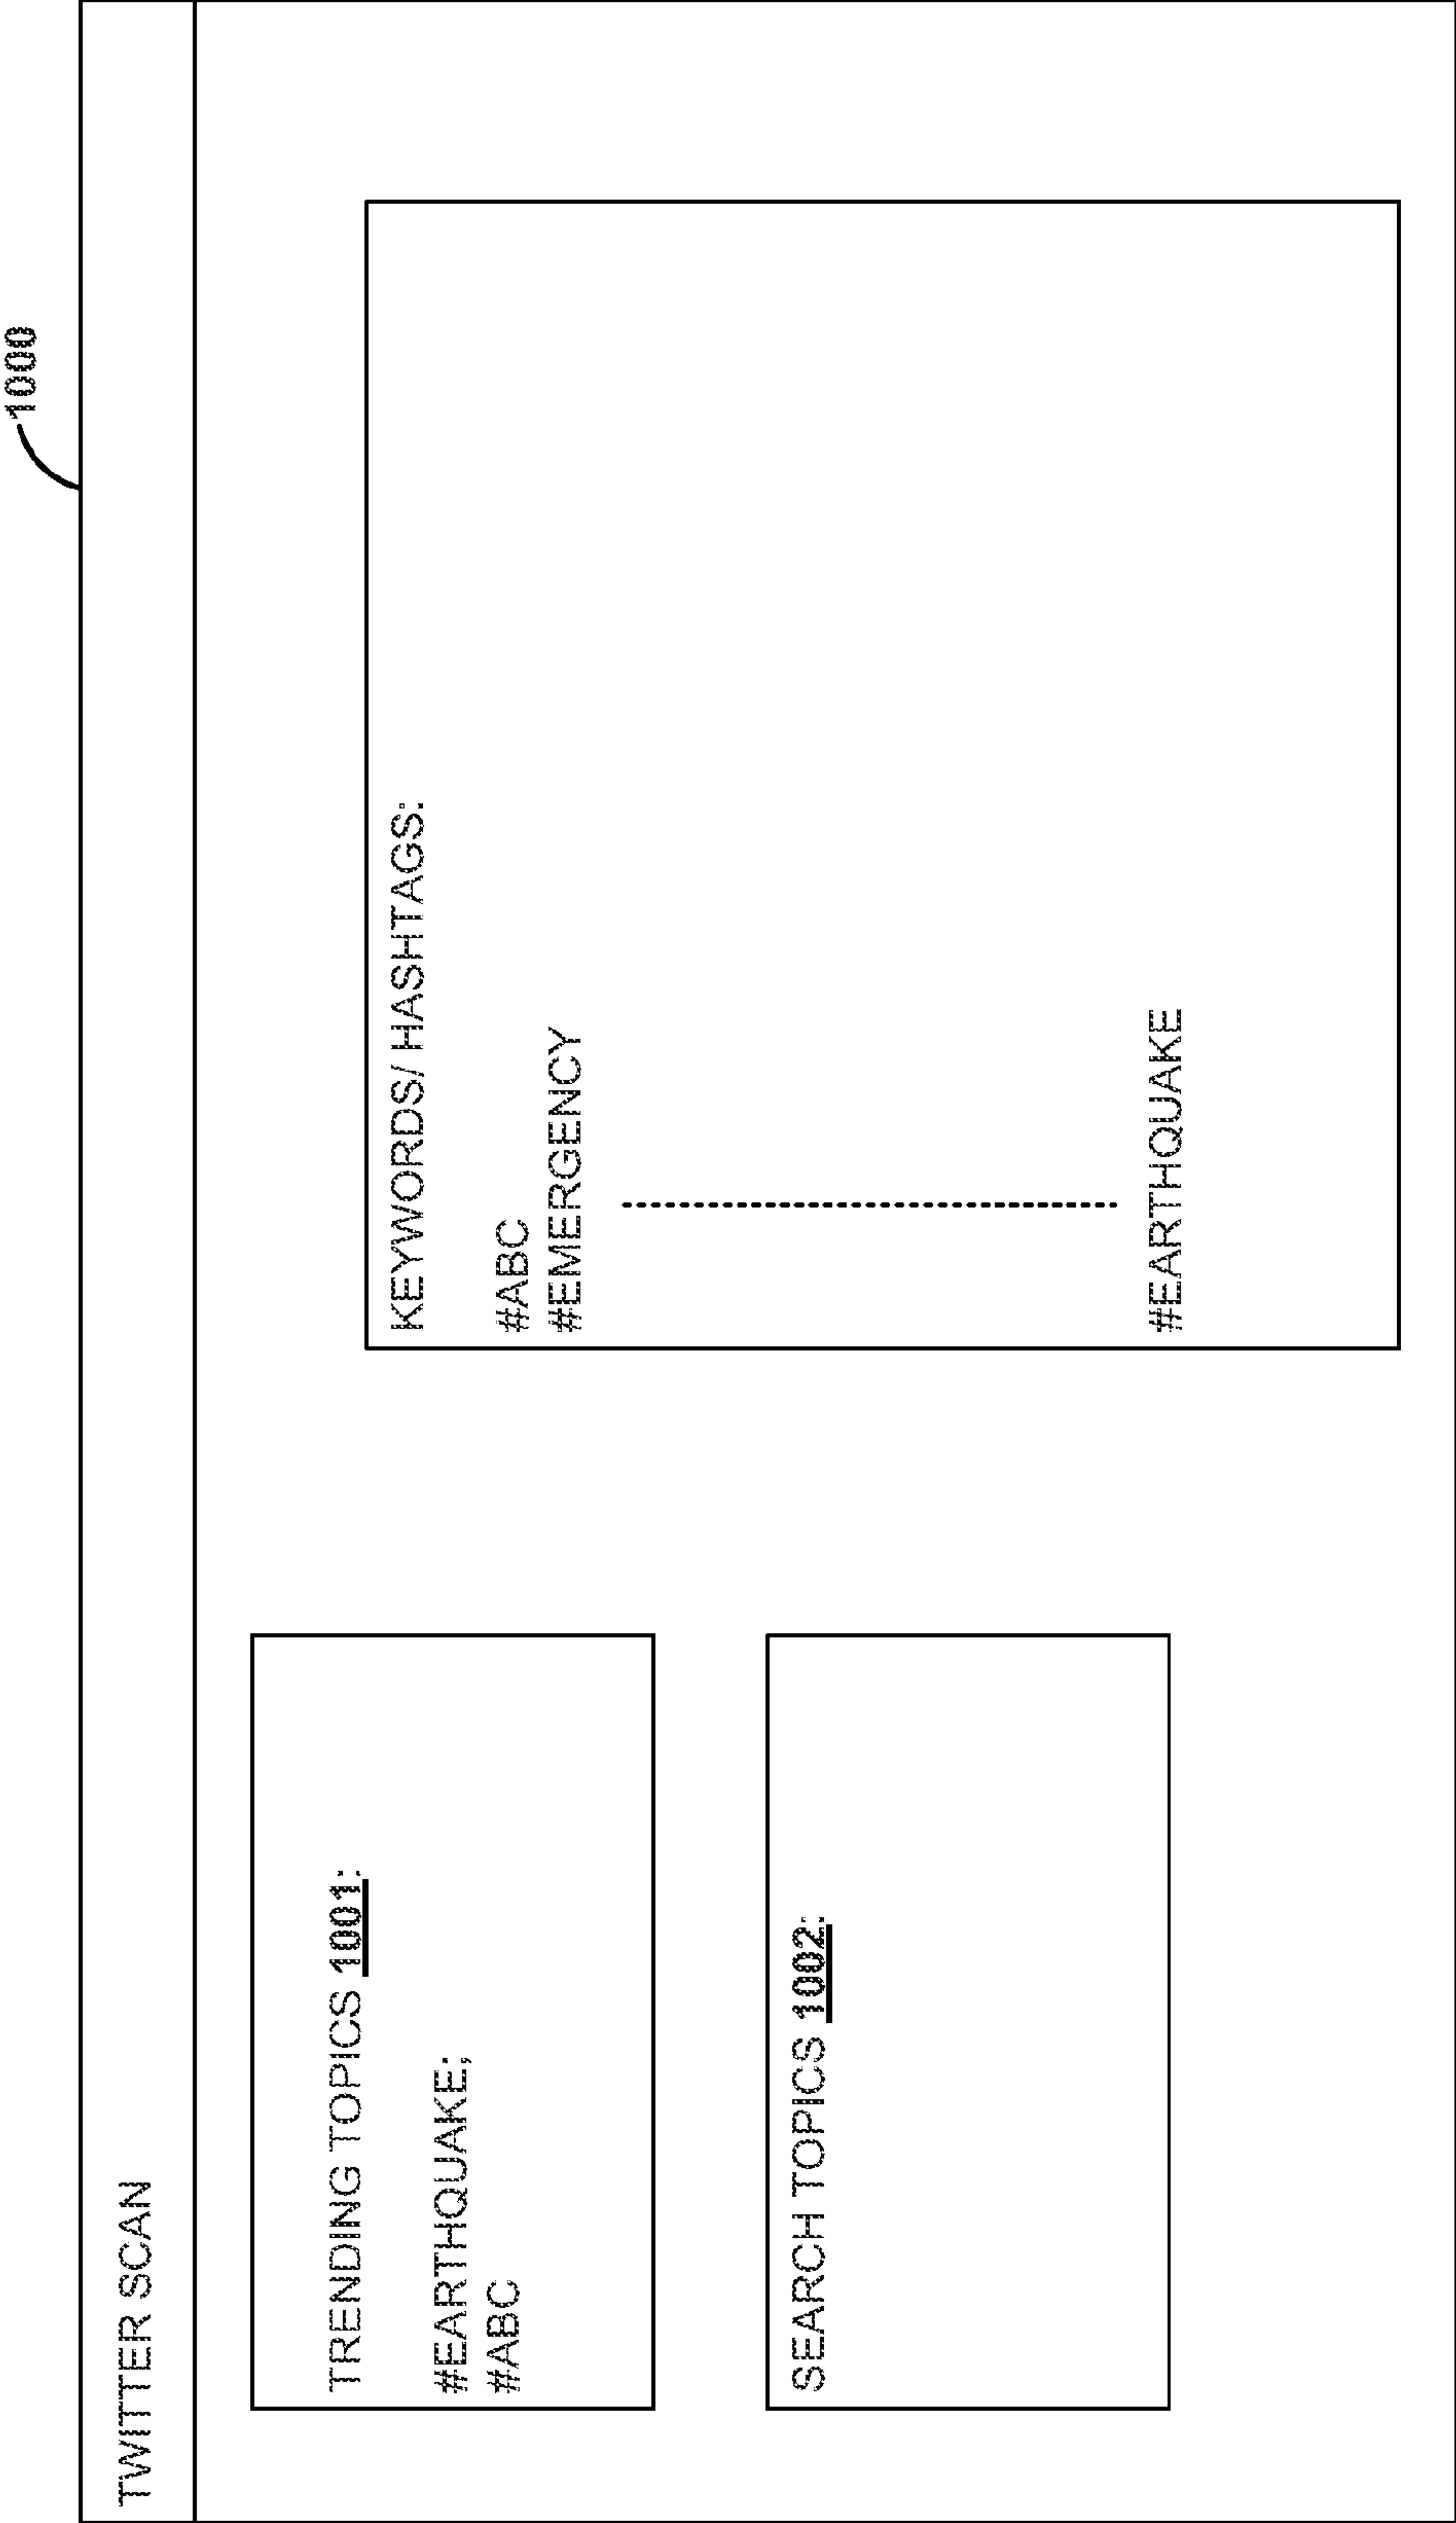 1000
TWITTER SCAN
TRENDING TOPICS 1001:
#EARTHQUAKE;
#ABC
SEARCH TOPICS 1002:
KEYWORDS/ HASHTAGS:
#ABC
#EMERGENCY
#EARTHQUAKE